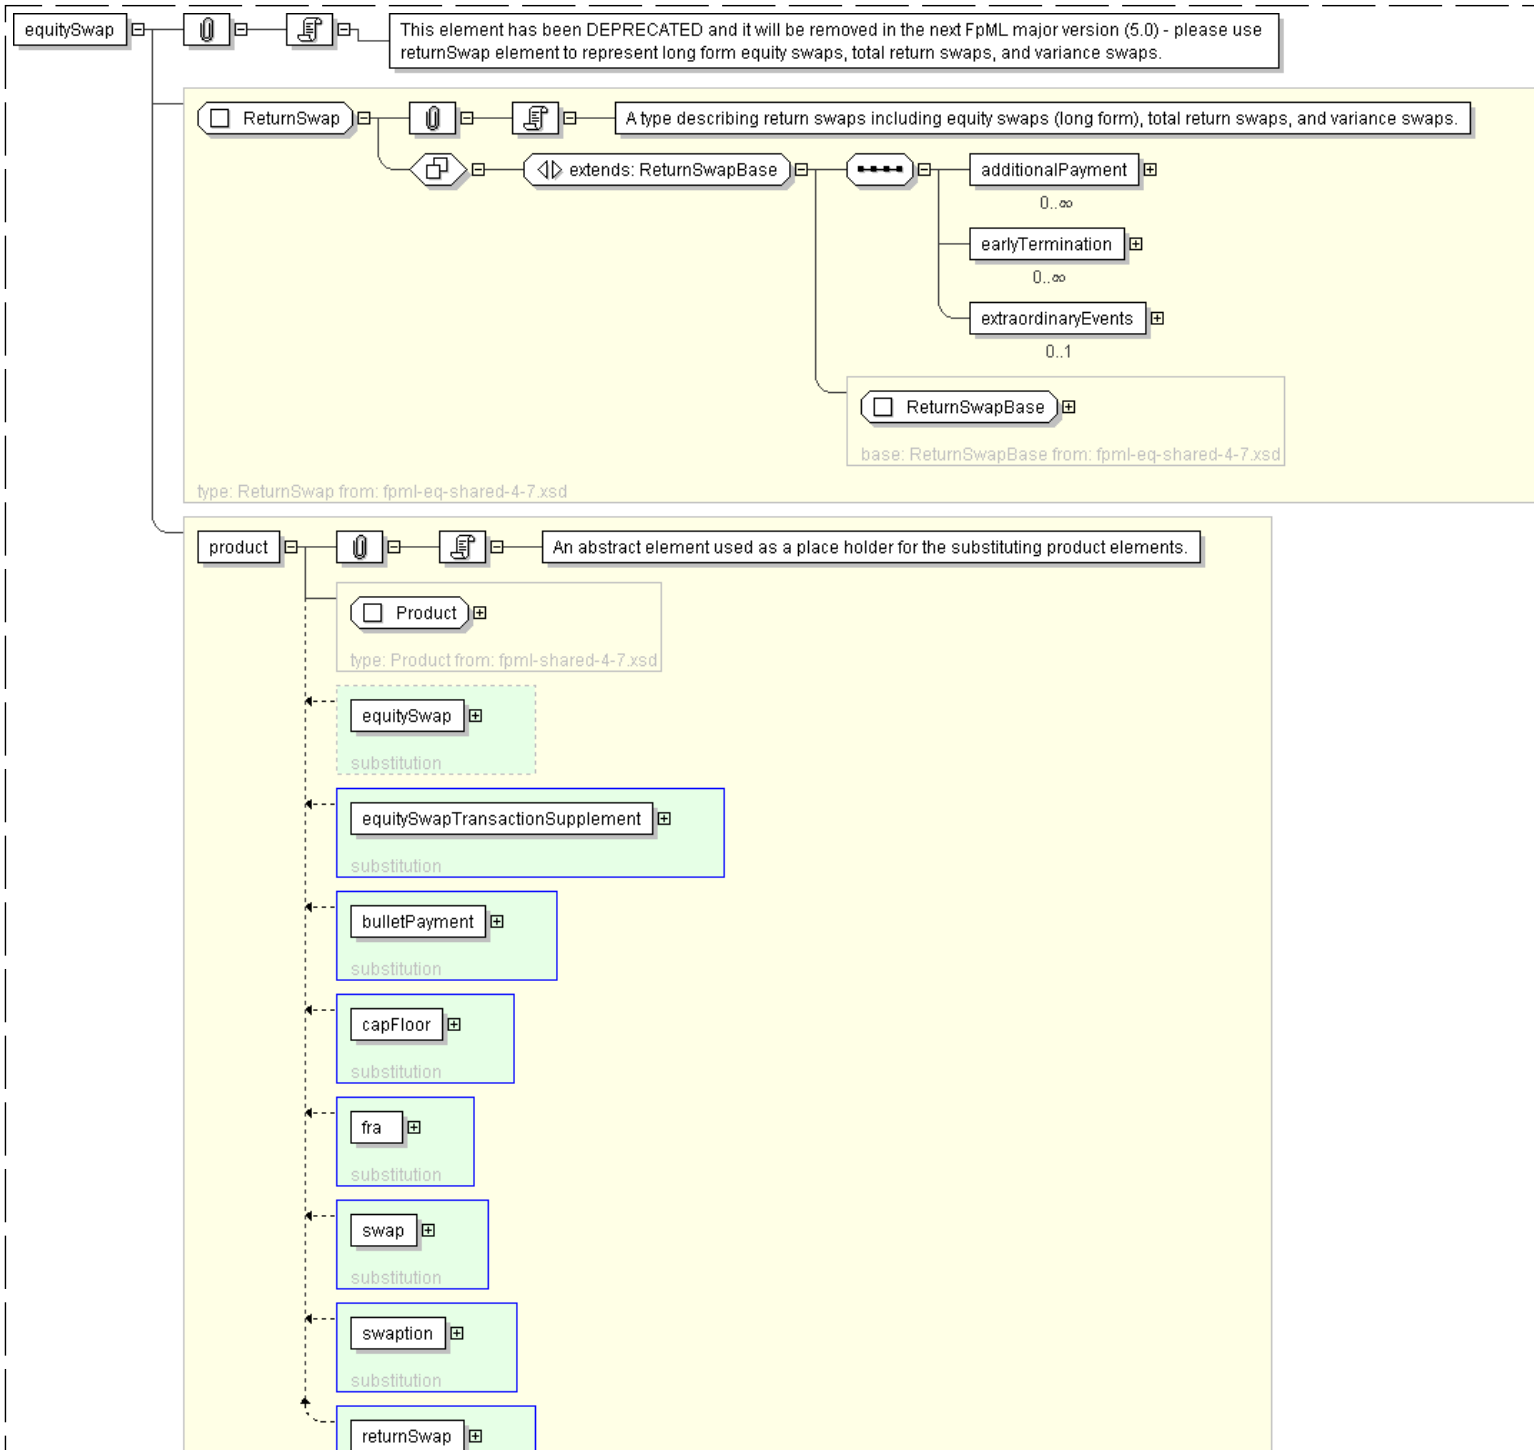 equitySwap
This element has been DEPRECATED and it will be removed in the next FpML major version (5.0) - please use
returnSwap element to represent long form equity swaps, total return swaps, and variance swaps.
ReturnSwap
A type describing return swaps including equity swaps (long form), total return swaps, and variance swaps.
extends: ReturnSwapBase
additionalPayment
0..∞
earlyTermination
0..∞
extraordinaryEvents
0..1
ReturnSwapBase
base: ReturnSwapBase from: fpml-eq-shared-4-7.xsd
type: ReturnSwap from: fpml-eq-shared-4-7.xsd
product
An abstract element used as a place holder for the substituting product elements.
Product
type: Product from: fpml-shared-4-7.xsd
equitySwap
substitution
equitySwapTransactionSupplement
substitution
bulletPayment
substitution
capFloor
substitution
fra
substitution
swap
substitution
swaption
substitution
returnSwap